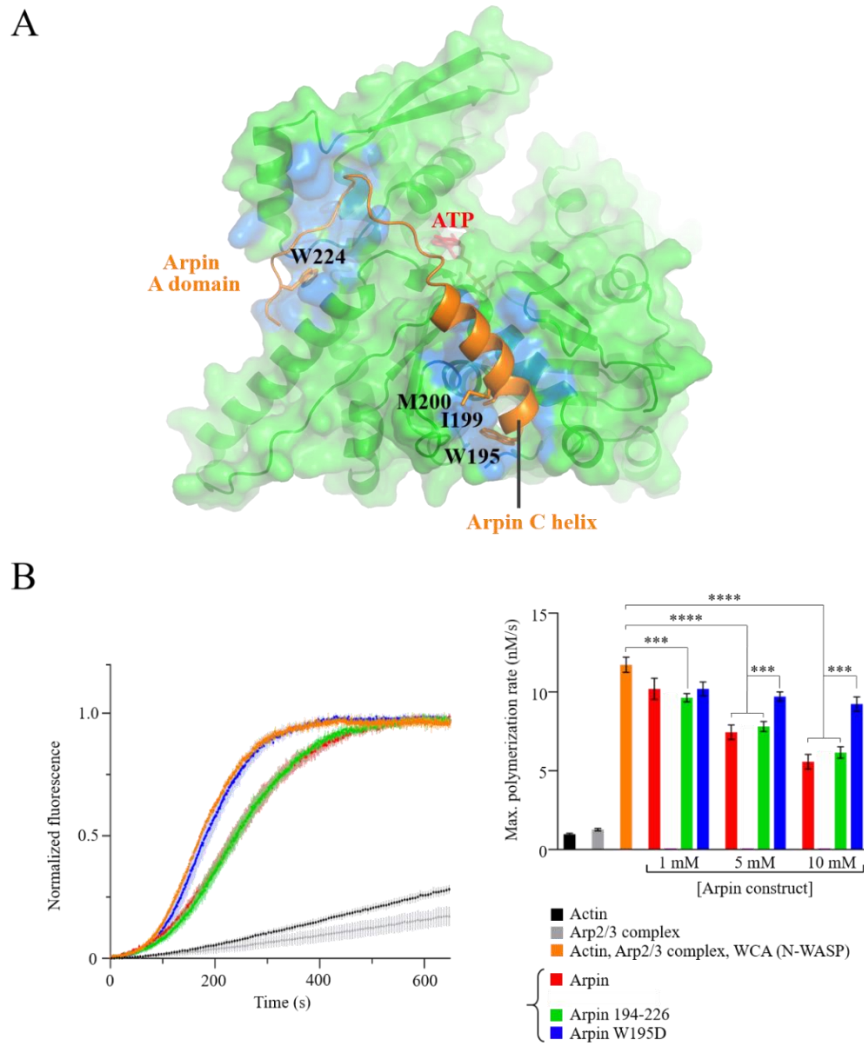 A
ATP
W224
Arpin
A domain
M200
I199
W195
Arpin C helix
B
Normalized fluorescence
1.0
0.5
0
0
200
400
600
Time (s)
Max. polymerization rate (nM/s)
15
10
5
0
****
****
***
***
***
1 mM
5 mM
10 mM
[Arpin construct]
Actin
Arp2/3 complex
Actin, Arp2/3 complex, WCA (N-WASP)
Arpin
Arpin 194-226
Arpin W195D